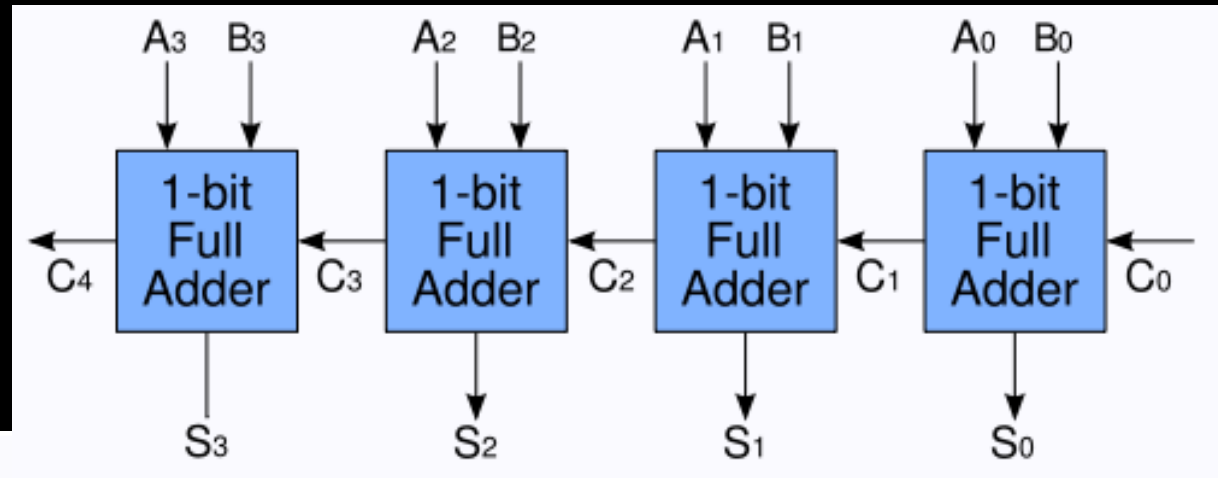 A3 B3 A2 B2 A1 B1 A0 B0
1-bit Full Adder
1-bit Full Adder
1-bit Full Adder
1-bit Full Adder
C4 C3 C2 C1 C0
S3 S2 S1 S0